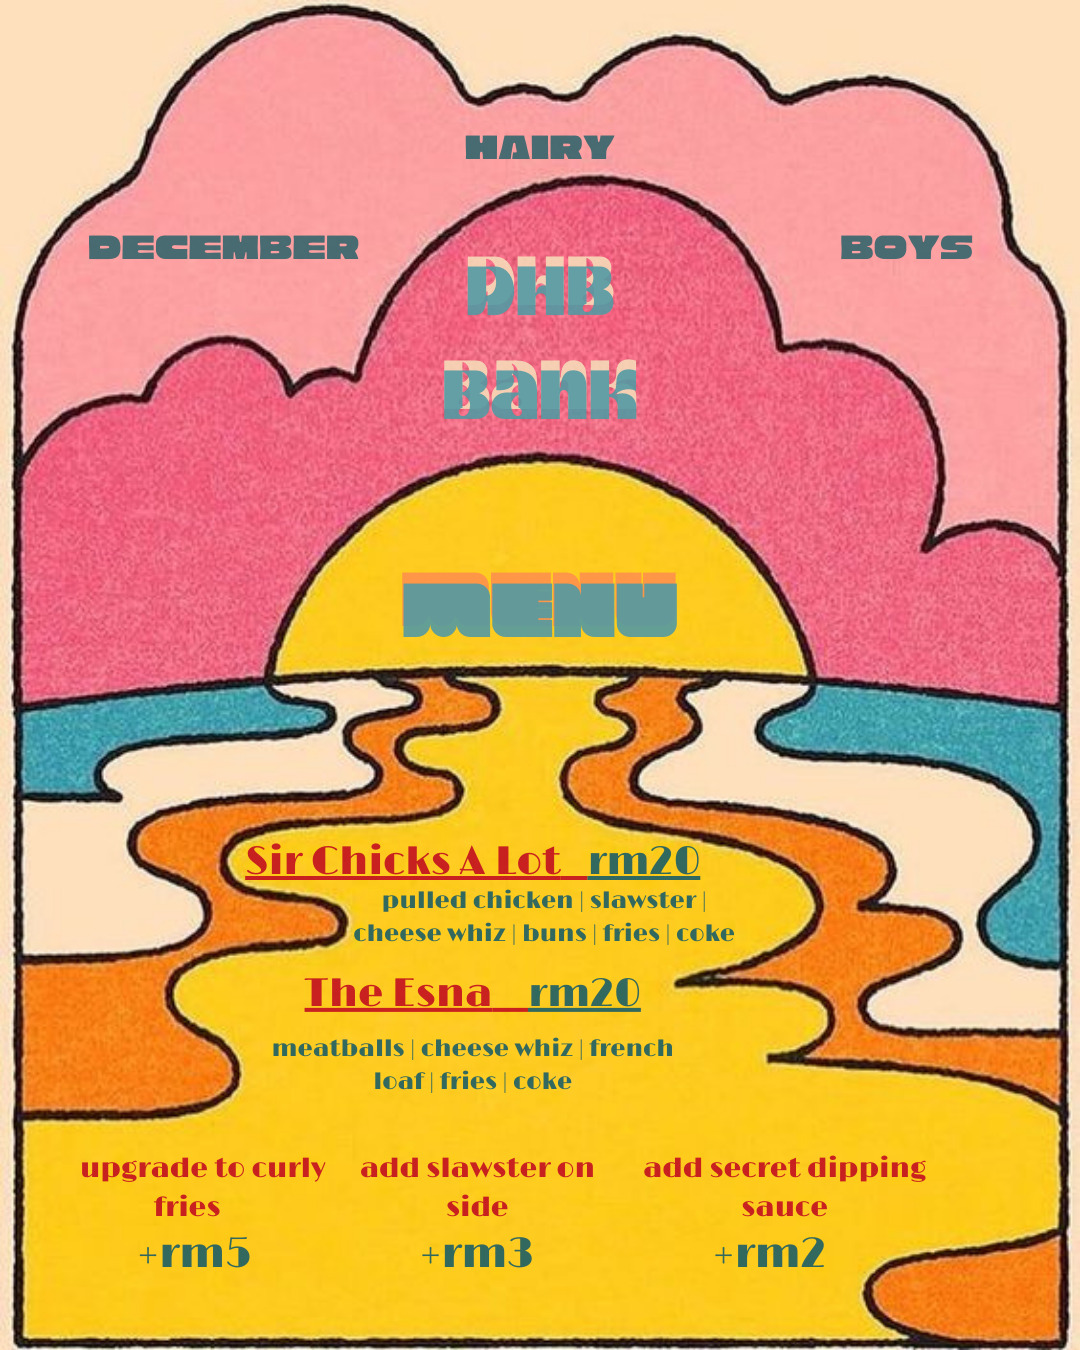 HAIRY
DECEMBER
BOYS
DHB
BANK
MENU
Sir Chicks A Lot rm20
pulled chicken | slawster |
cheese whiz | buns | fries | coke
The Esna rm20
meatballs | cheese whiz | french
loaf | fries | coke
upgrade to curly
fries
+rm5
add slawster on
side
+rm3
add secret dipping
sauce
+rm2